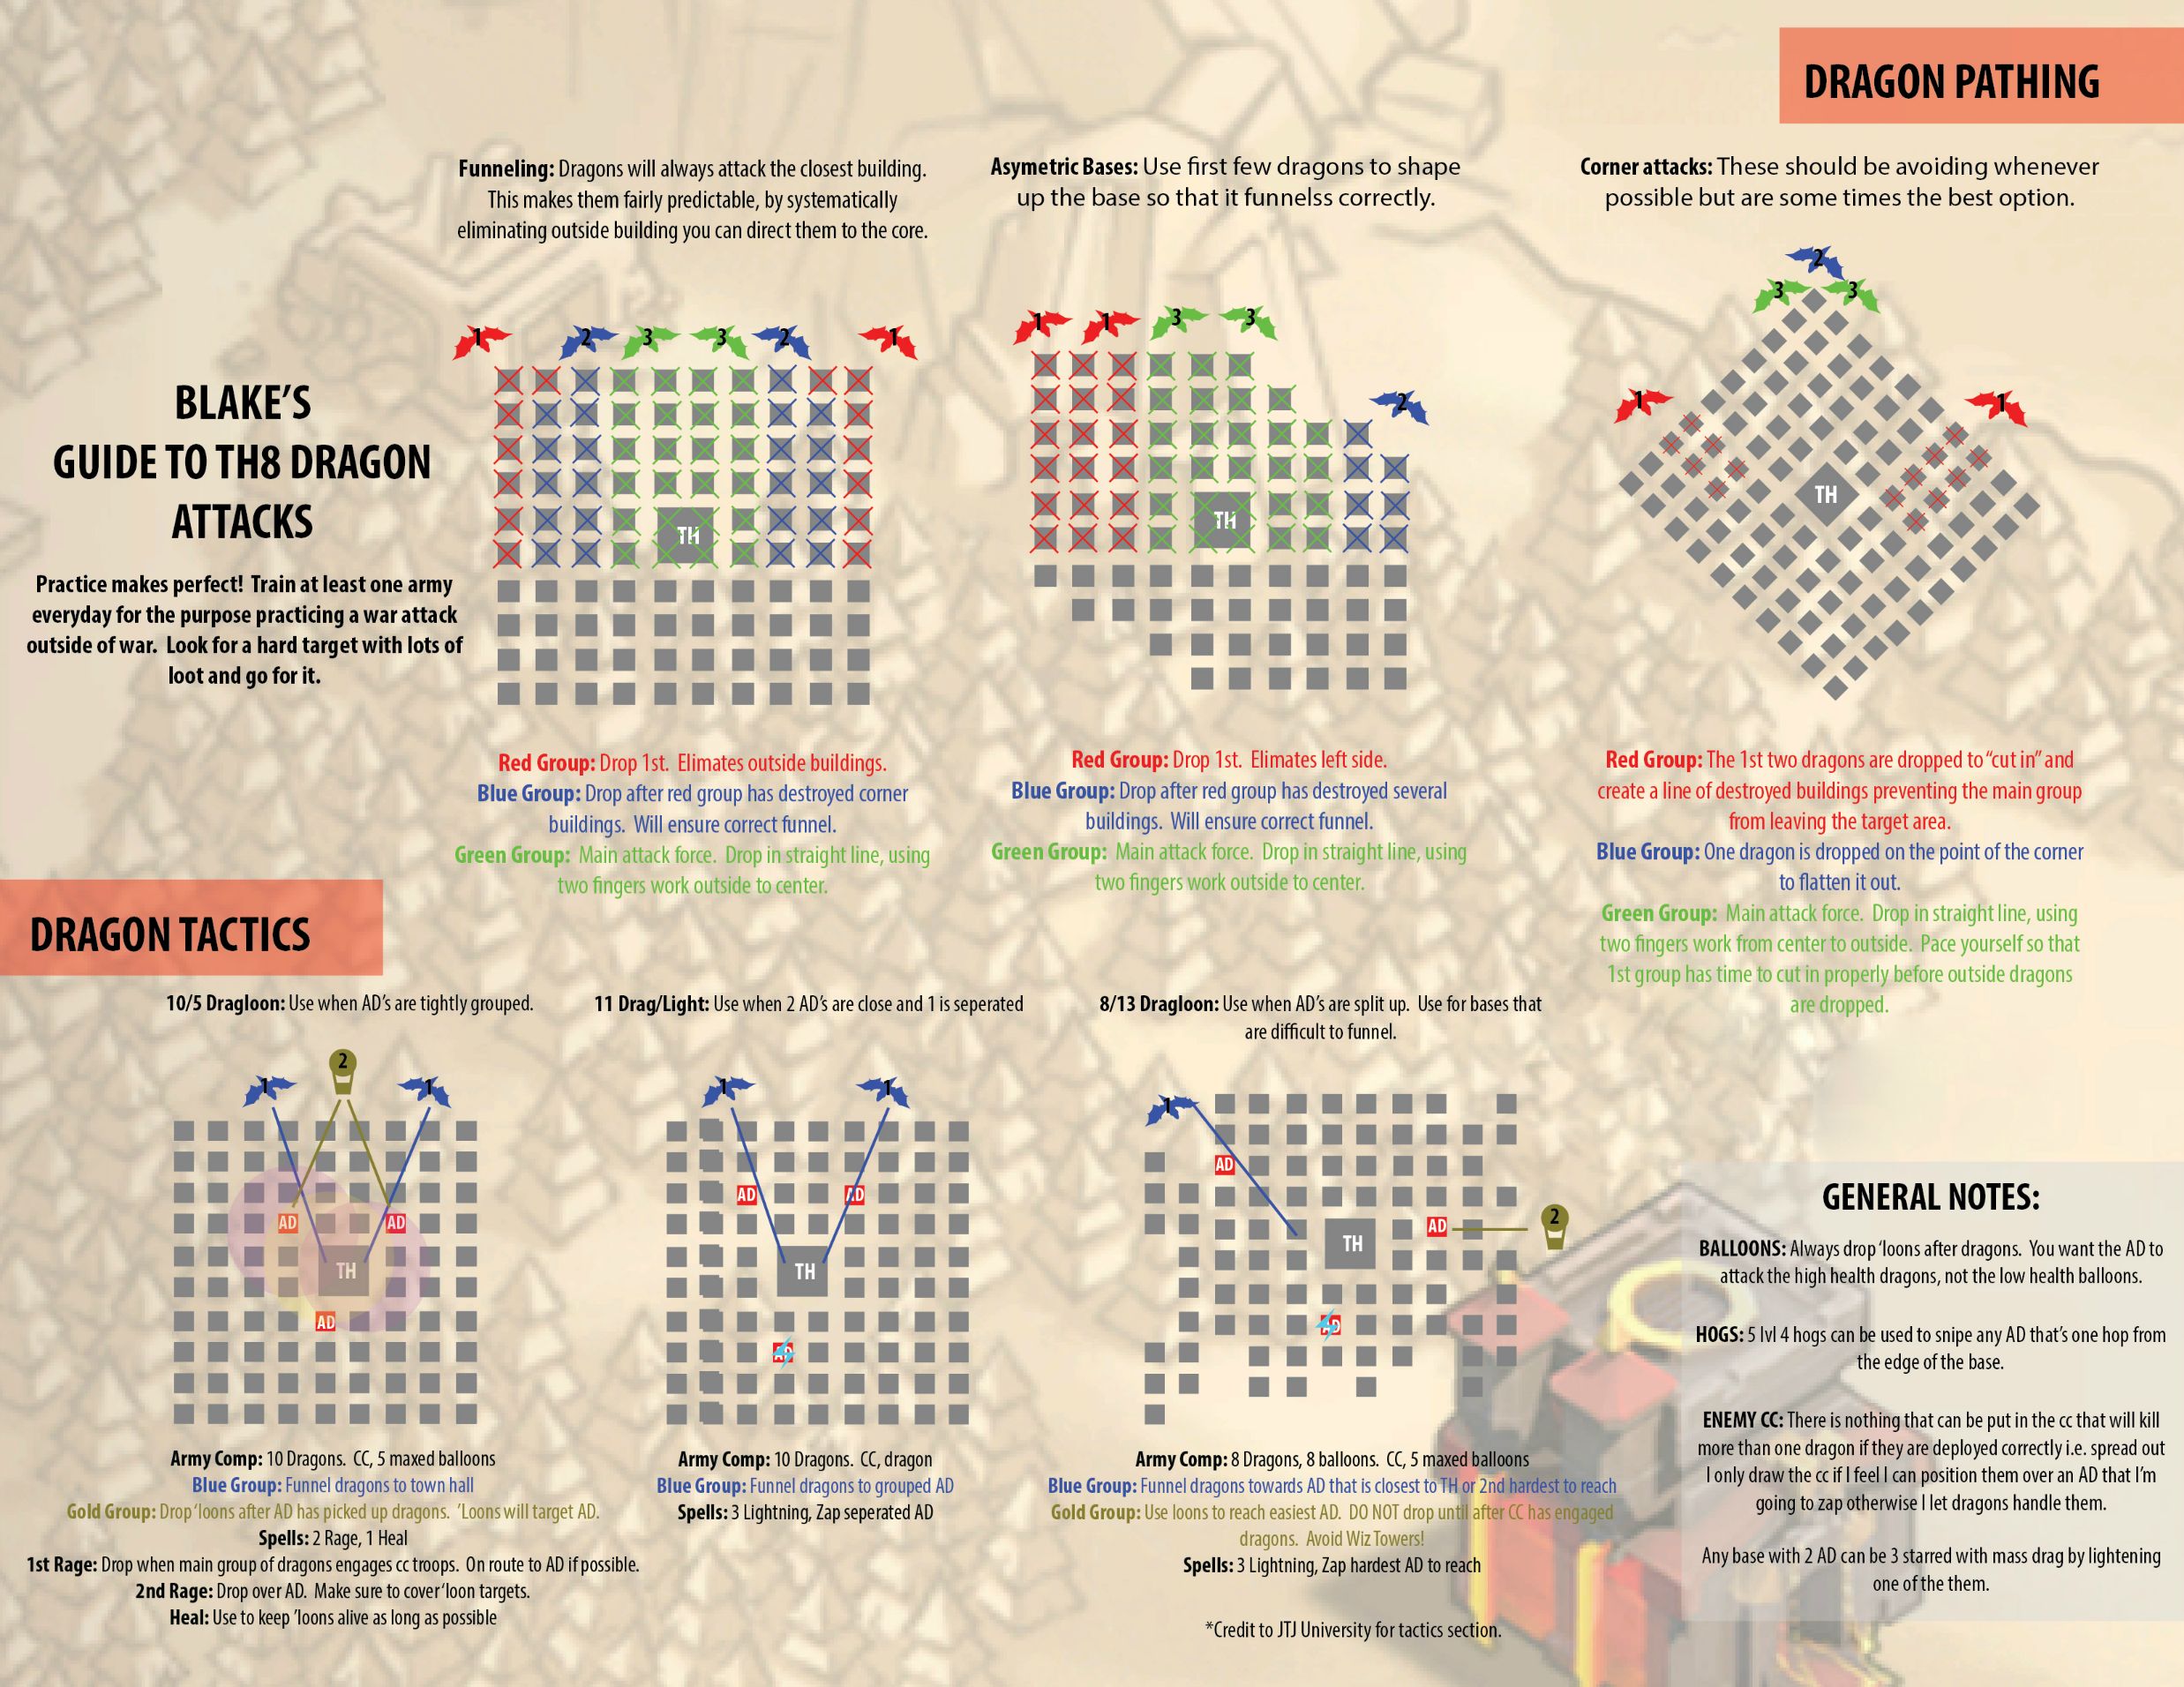 DRAGON PATHING
Funneling: Dragons will always attack the closest building.
This makes them fairly predictable, by systematically
eliminating outside building you can direct them to the core.
Asymetric Bases: Use first few dragons to shape
up the base so that it funnelss correctly.
Corner attacks: These should be avoiding whenever
possible but are some times the best option.
BLAKE'S
GUIDE TO TH8 DRAGON
ATTACKS
Practice makes perfect! Train at least one army
everyday for the purpose practicing a war attack
outside of war. Look for a hard target with lots of
loot and go for it.
1 2 3 3 2 1
TH
1 1 3 3
2
TH
2
3 3
1 1
TH
Red Group: Drop 1st. Elimates outside buildings.
Blue Group: Drop after red group has destroyed corner
buildings. Will ensure correct funnel.
Green Group: Main attack force. Drop in straight line, using
two fingers work outside to center.
Red Group: Drop 1st. Elimates left side.
Blue Group: Drop after red group has destroyed several
buildings. Will ensure correct funnel.
Green Group: Main attack force. Drop in straight line, using
two fingers work outside to center.
Red Group: The 1st two dragons are dropped to "cut in" and
create a line of destroyed buildings preventing the main group
from leaving the target area.
Blue Group: One dragon is dropped on the point of the corner
to flatten it out.
Green Group: Main attack force. Drop in straight line, using
two fingers work from center to outside. Pace yourself so that
1st group has time to cut in properly before outside dragons
are dropped.
DRAGON TACTICS
10/5 Dragloon: Use when AD's are tightly grouped.
2
1 1
AD AD
TH
AD
Army Comp: 10 Dragons. CC, 5 maxed balloons
Blue Group: Funnel dragons to town hall
Gold Group: Drop 'loons after AD has picked up dragons. 'Loons will target AD.
Spells: 2 Rage, 1 Heal
1st Rage: Drop when main group of dragons engages cc troops. On route to AD if possible.
2nd Rage: Drop over AD. Make sure to cover 'loon targets.
Heal: Use to keep 'loons alive as long as possible
11 Drag/Light: Use when 2 AD's are close and 1 is seperated
1 1
AD AD
TH
AD
Army Comp: 10 Dragons. CC, dragon
Blue Group: Funnel dragons to grouped AD
Spells: 3 Lightning, Zap seperated AD
8/13 Dragloon: Use when AD's are split up. Use for bases that
are difficult to funnel.
1
AD
AD 2
TH
AD
Army Comp: 8 Dragons, 8 balloons. CC, 5 maxed balloons
Blue Group: Funnel dragons towards AD that is closest to TH or 2nd hardest to reach
Gold Group: Use loons to reach easiest AD. DO NOT drop until after CC has engaged
dragons. Avoid Wiz Towers!
Spells: 3 Lightning, Zap hardest AD to reach
*Credit to JTJ University for tactics section.
GENERAL NOTES:
BALLOONS: Always drop 'loons after dragons. You want the AD to
attack the high health dragons, not the low health balloons.
HOGS: 5 lvl 4 hogs can be used to snipe any AD that's one hop from
the edge of the base.
ENEMY CC: There is nothing that can be put in the cc that will kill
more than one dragon if they are deployed correctly i.e. spread out
I only draw the cc if I feel I can position them over an AD that I'm
going to zap otherwise I let dragons handle them.
Any base with 2 AD can be 3 starred with mass drag by lightening
one of the them.